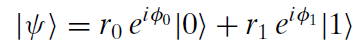 |ψ⟩ = r₀ e^{iϕ₀}|0⟩ + r₁ e^{iϕ₁}|1⟩